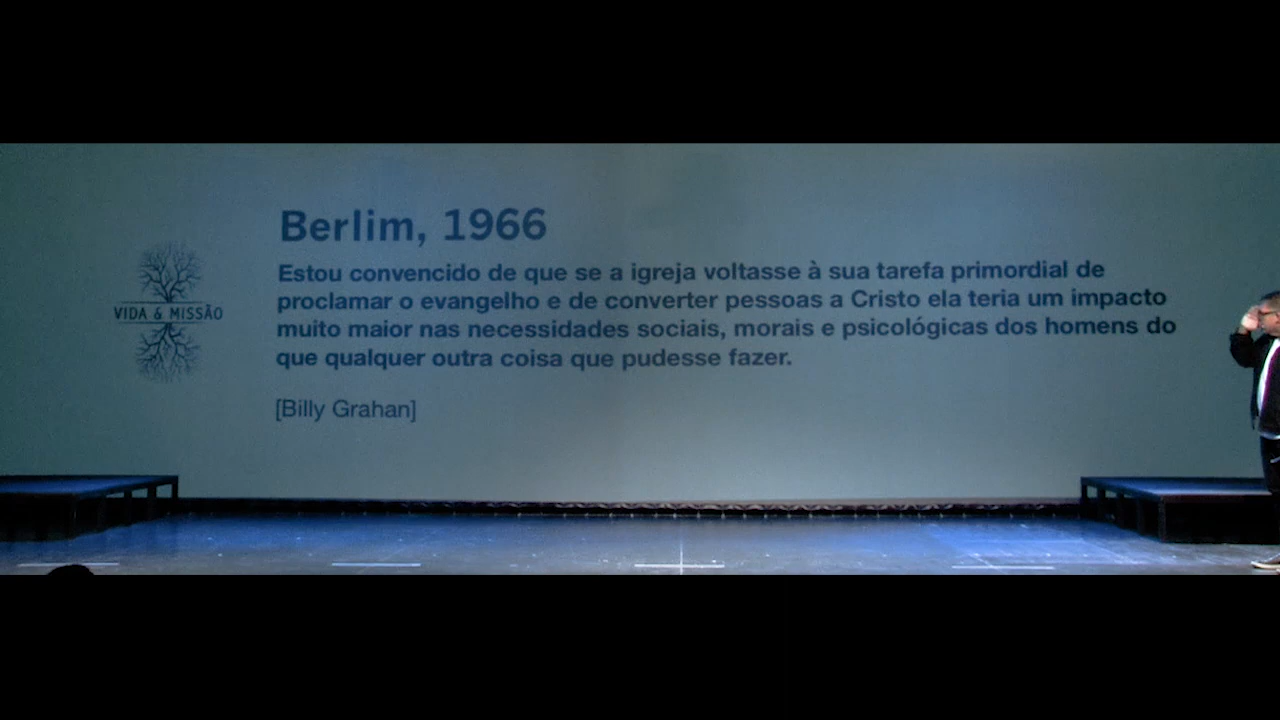 Berlim, 1966
Estou convencido de que se a igreja voltasse à sua tarefa primordial de
proclamar o evangelho e de converter pessoas a Cristo ela teria um impacto
muito maior nas necessidades sociais, morais e psicológicas dos homens do
que qualquer outra coisa que pudesse fazer.
[Billy Grahan]
VIDA & MISSÃO